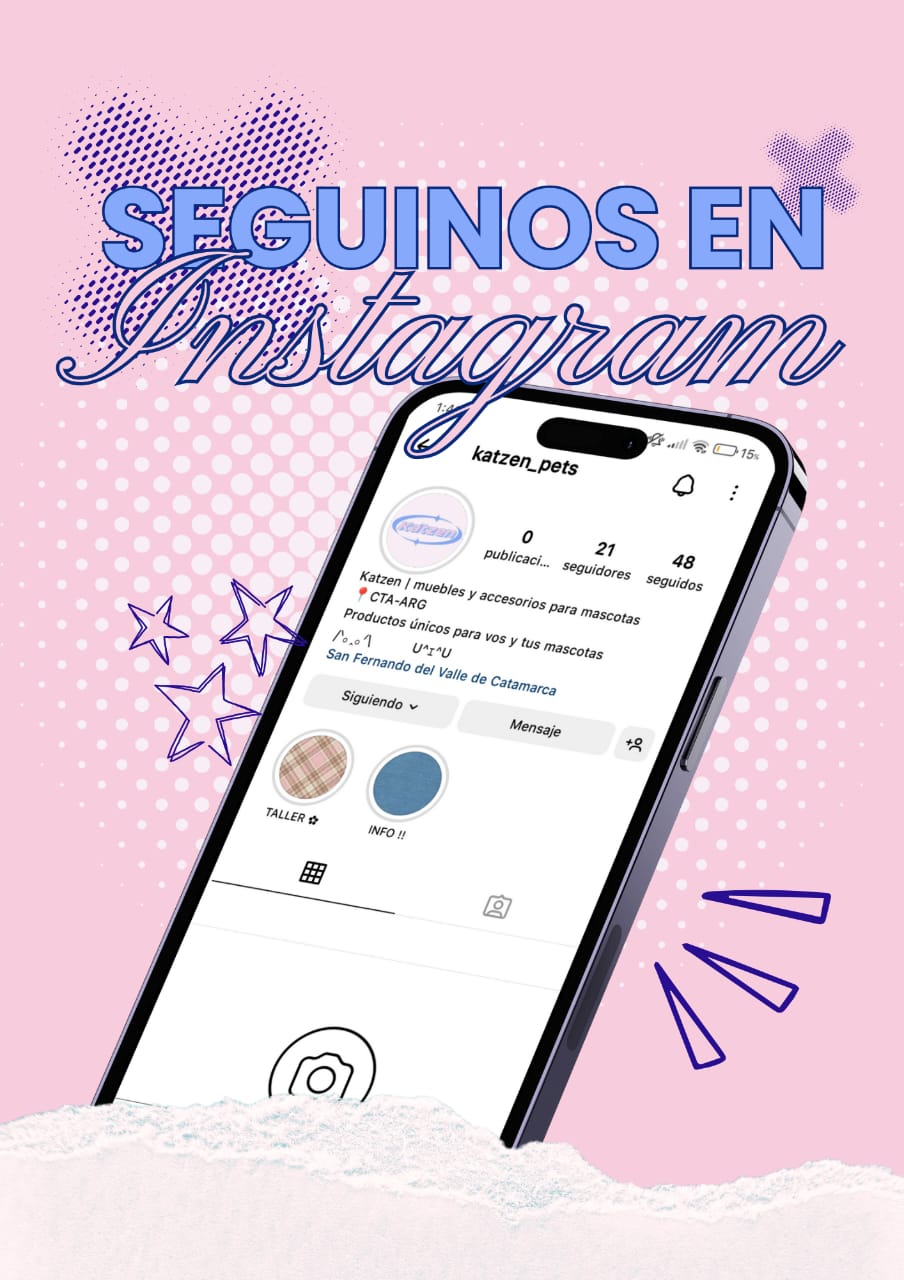 SEGUINOS EN
Instagram
15%
katzen_pets
Katzen
0 21 48
publicaci... seguidores seguidos
Katzen | muebles y accesorios para mascotas
📍CTA-ARG
Productos únicos para vos y tus mascotas
San Fernando del Valle de Catamarca
Siguiendo Mensaje
TALLER ✿ INFO !!